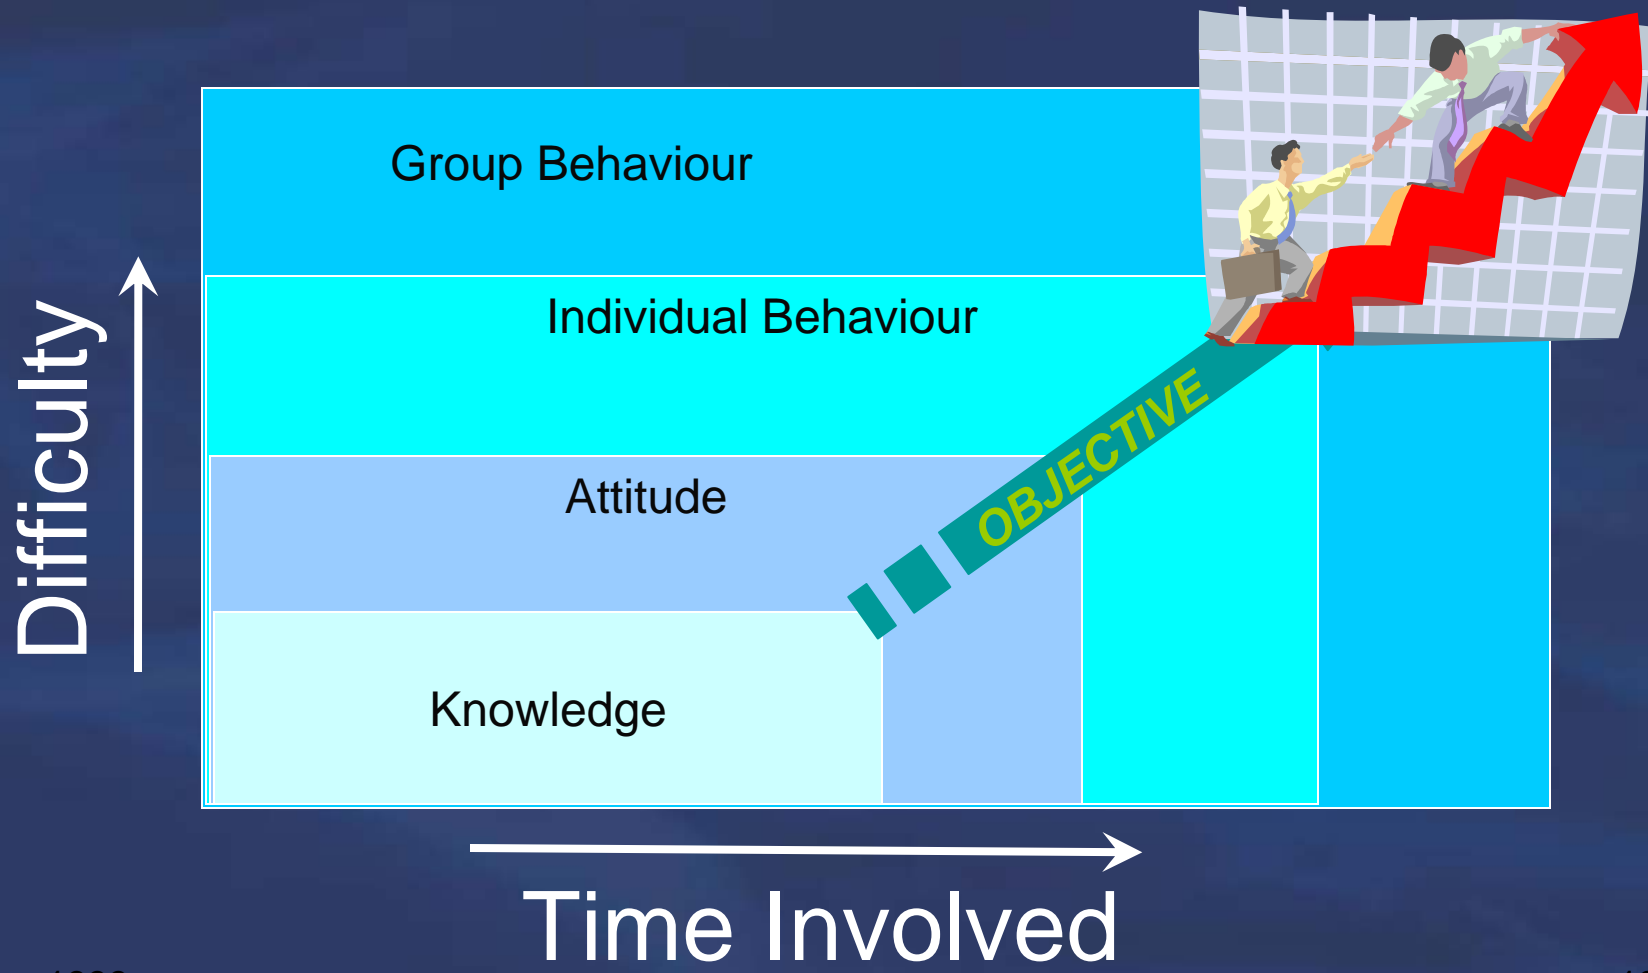 Group Behaviour
Individual Behaviour
Attitude
Knowledge
OBJECTIVE
Difficulty
Time Involved